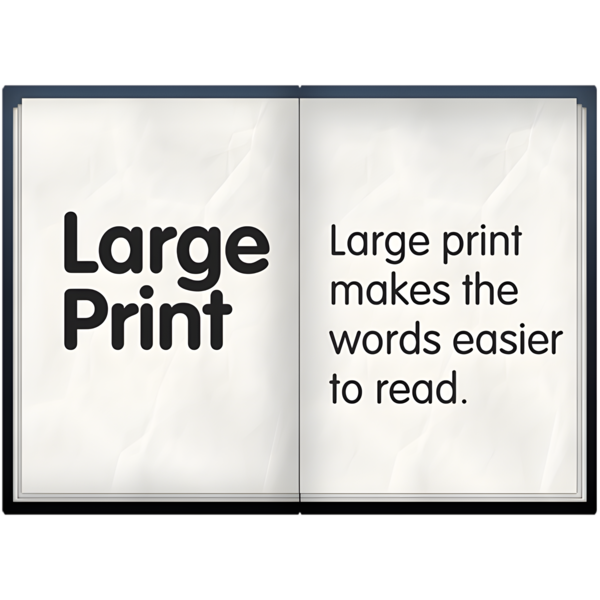 Large
Print
Large print
makes the
words easier
to read.